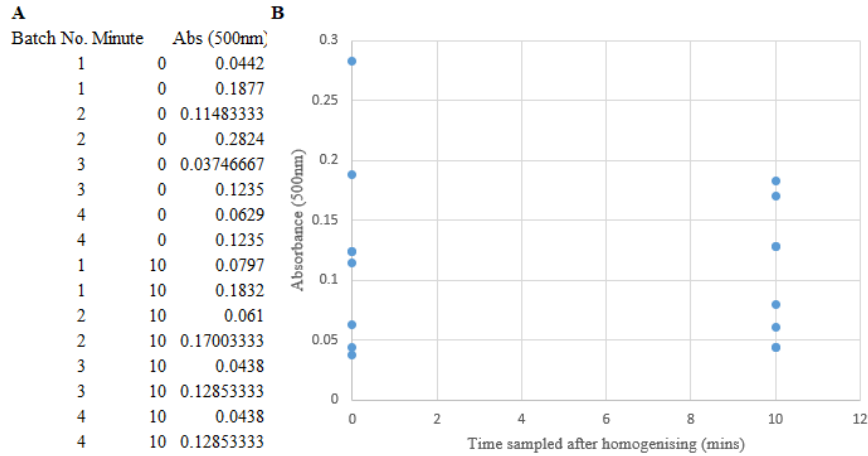 A
Batch No. Minute Abs (500nm)
1 0 0.0442
1 0 0.1877
2 0 0.11483333
2 0 0.2824
3 0 0.03746667
3 0 0.1235
4 0 0.0629
4 0 0.1235
1 10 0.0797
1 10 0.1832
2 10 0.061
2 10 0.17003333
3 10 0.0438
3 10 0.12853333
4 10 0.0438
4 10 0.12853333
B
Absorbance (500nm)
0.3
0.25
0.2
0.15
0.1
0.05
0
0 2 4 6 8 10 12
Time sampled after homogenising (mins)